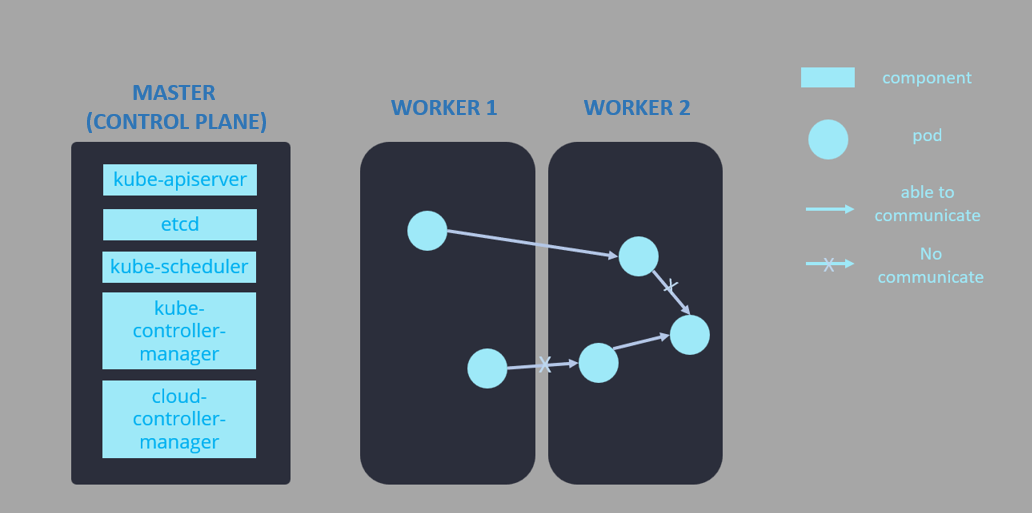 MASTER
(CONTROL PLANE)
kube-apiserver
etcd
kube-scheduler
kube-
controller-
manager
cloud-
controller-
manager
WORKER 1
WORKER 2
X
X
component
pod
able to
communicate
X
No
communicate